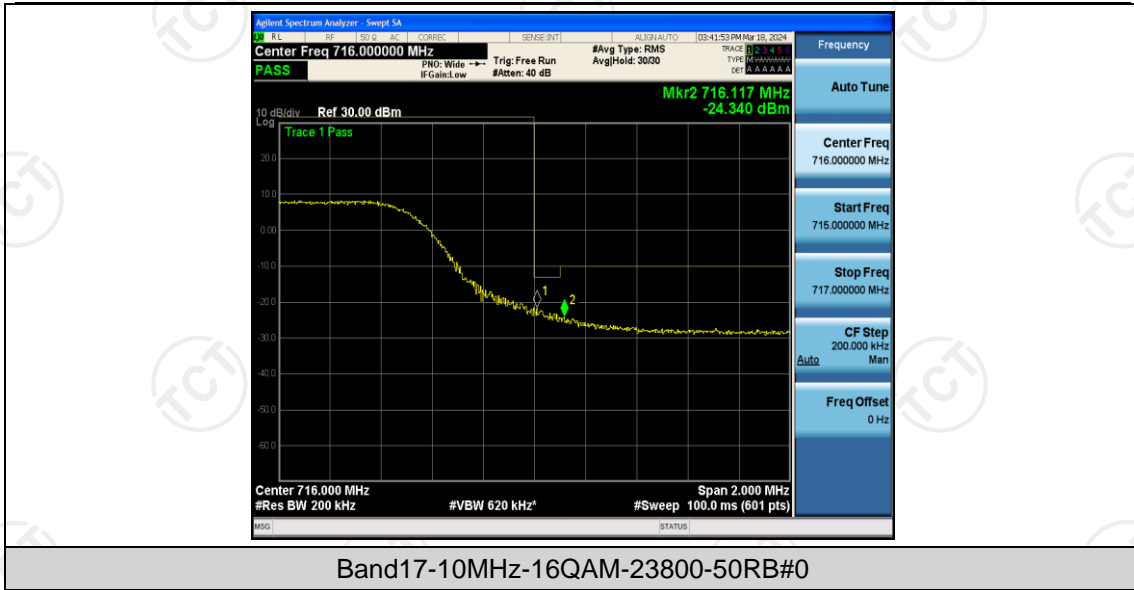 Agilent Spectrum Analyzer - Swept SA
RL RF 50 Ω AC CORREC SENSE:INT ALIGN AUTO 03:41:53 PM Mar 18, 2024
Center Freq 716.000000 MHz
PASS
PNO: Wide
IFGain:Low
Trig: Free Run
#Atten: 40 dB
#Avg Type: RMS
Avg|Hold: 30/30
TRACE 1 2 3 4 5 6
TYPE M
DET A A A A A A
Mkr2 716.117 MHz
-24.340 dBm
10 dB/div Ref 30.00 dBm
Log
Trace 1 Pass
20.0
10.0
0.00
-10.0
-20.0
-30.0
-40.0
-50.0
-60.0
1
2
Center 716.000 MHz Span 2.000 MHz
#Res BW 200 kHz #VBW 620 kHz* #Sweep 100.0 ms (601 pts)
MSG STATUS
Frequency
Auto Tune
Center Freq
716.000000 MHz
Start Freq
715.000000 MHz
Stop Freq
717.000000 MHz
CF Step
200.000 kHz
Auto Man
Freq Offset
0 Hz
TCT
TCT
TCT
TCT
Band17-10MHz-16QAM-23800-50RB#0